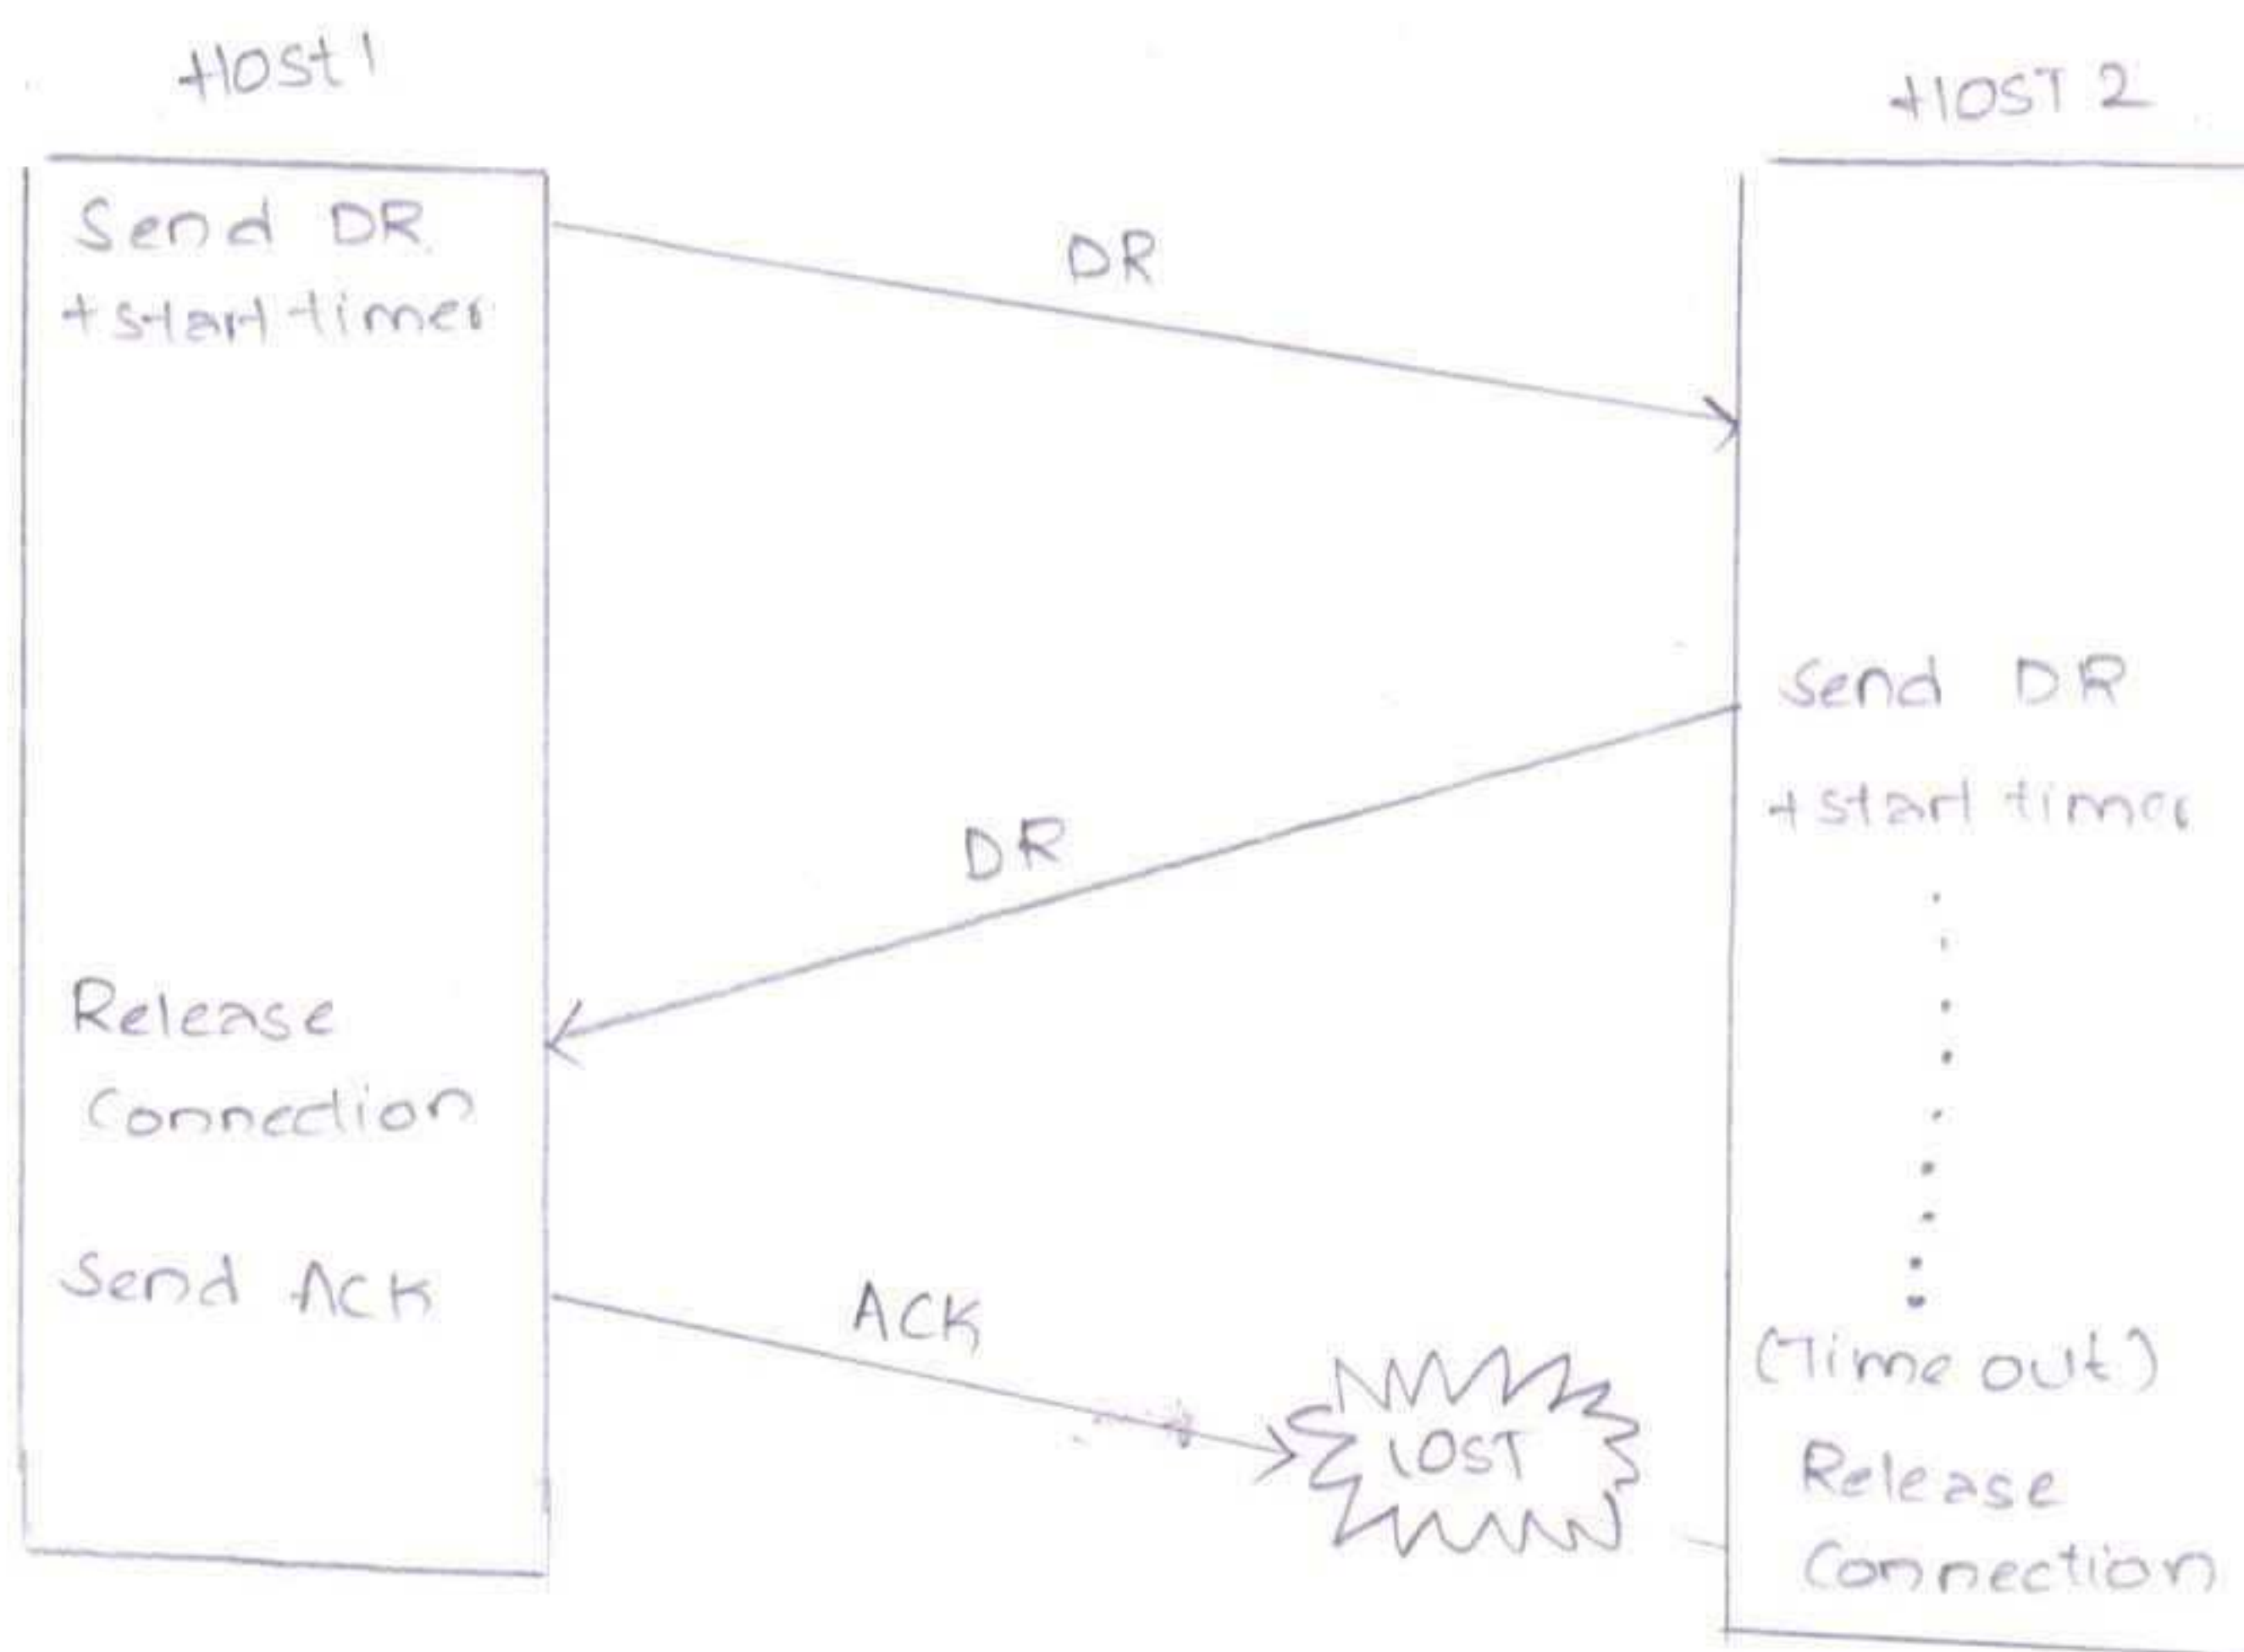 Host 1
HOST 2
Send DR
+ start timer
DR
Send DR
+ start timer
DR
Release
Connection
Send ACK
ACK
LOST
(Time out)
Release
Connection